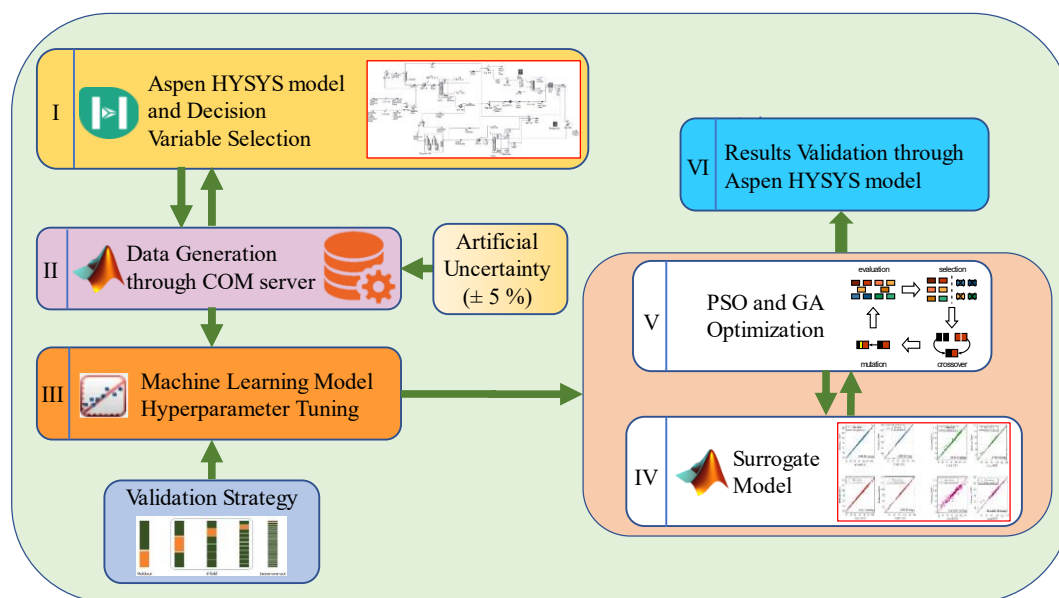 I
Aspen HYSYS model
and Decision
Variable Selection
II
Data Generation
through COM server
Artificial
Uncertainty
(± 5 %)
III
Machine Learning Model
Hyperparameter Tuning
Validation Strategy
VI
Results Validation through
Aspen HYSYS model
V
PSO and GA
Optimization
evaluation
selection
mutation
crossover
IV
Surrogate
Model